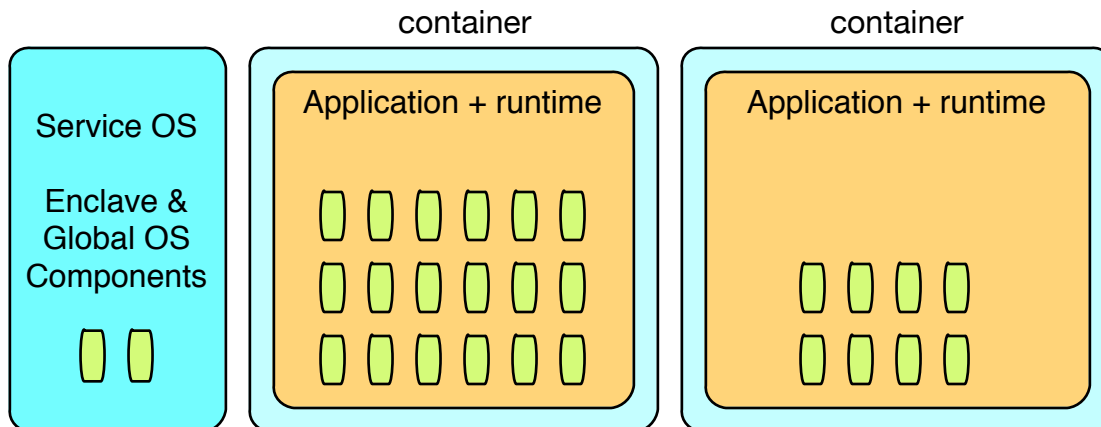 container
container
Service OS
Enclave &
Global OS
Components
Application + runtime
Application + runtime